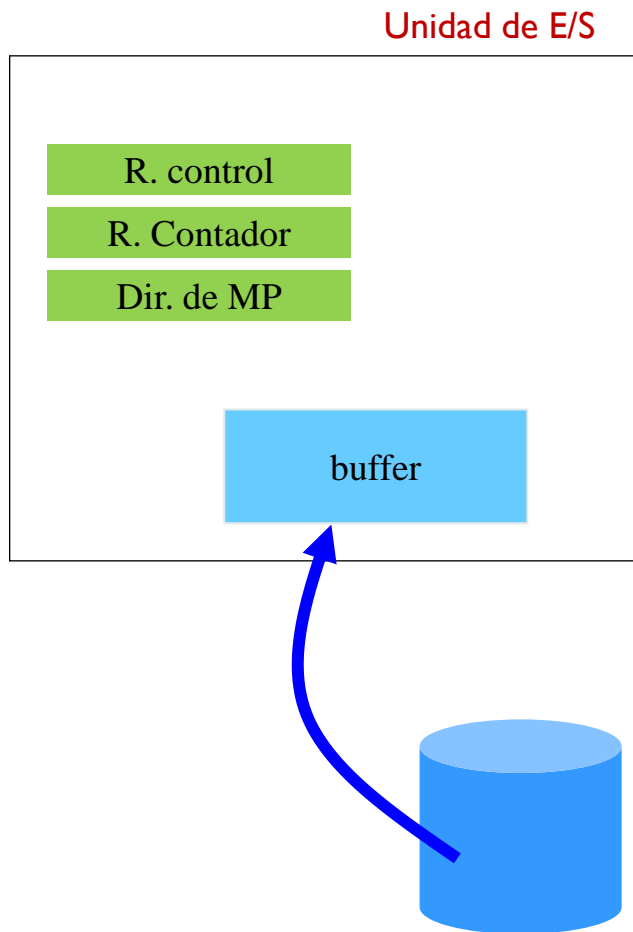 Unidad de E/S
R. control
R. Contador
Dir. de MP
buffer